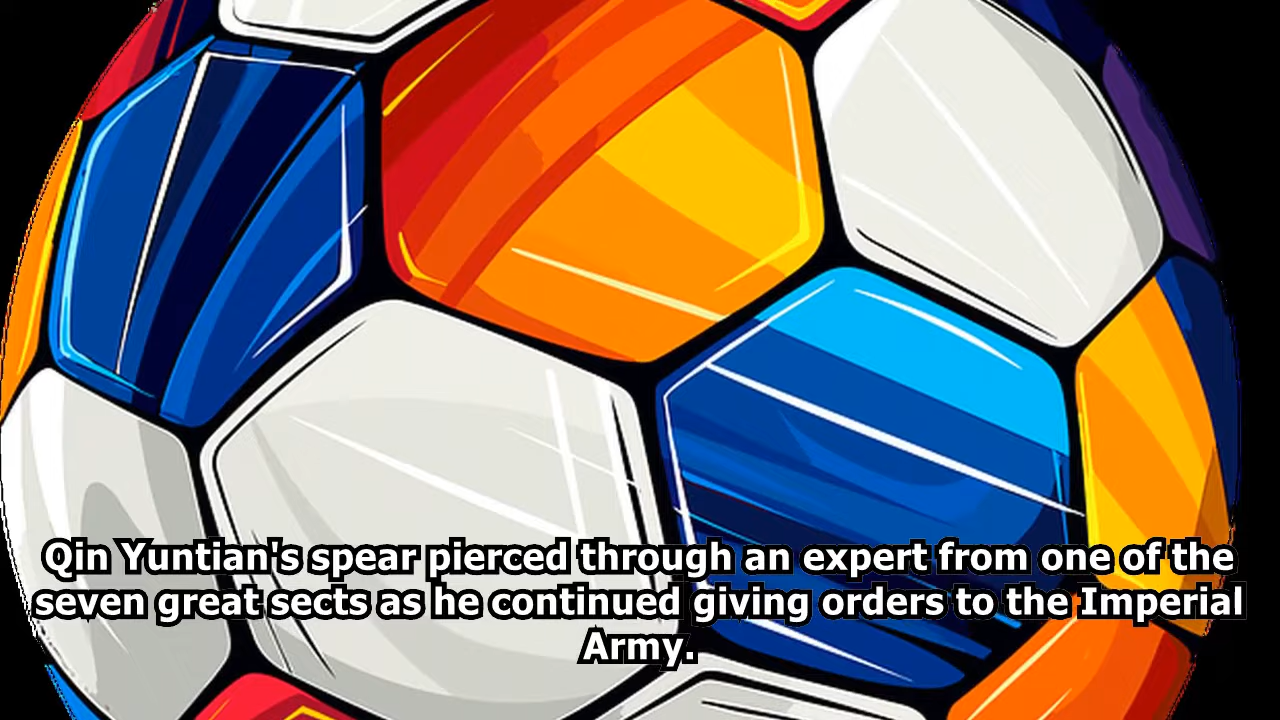 Qin Yuntian's spear pierced through an expert from one of the
seven great sects as he continued giving orders to the Imperial
Army.